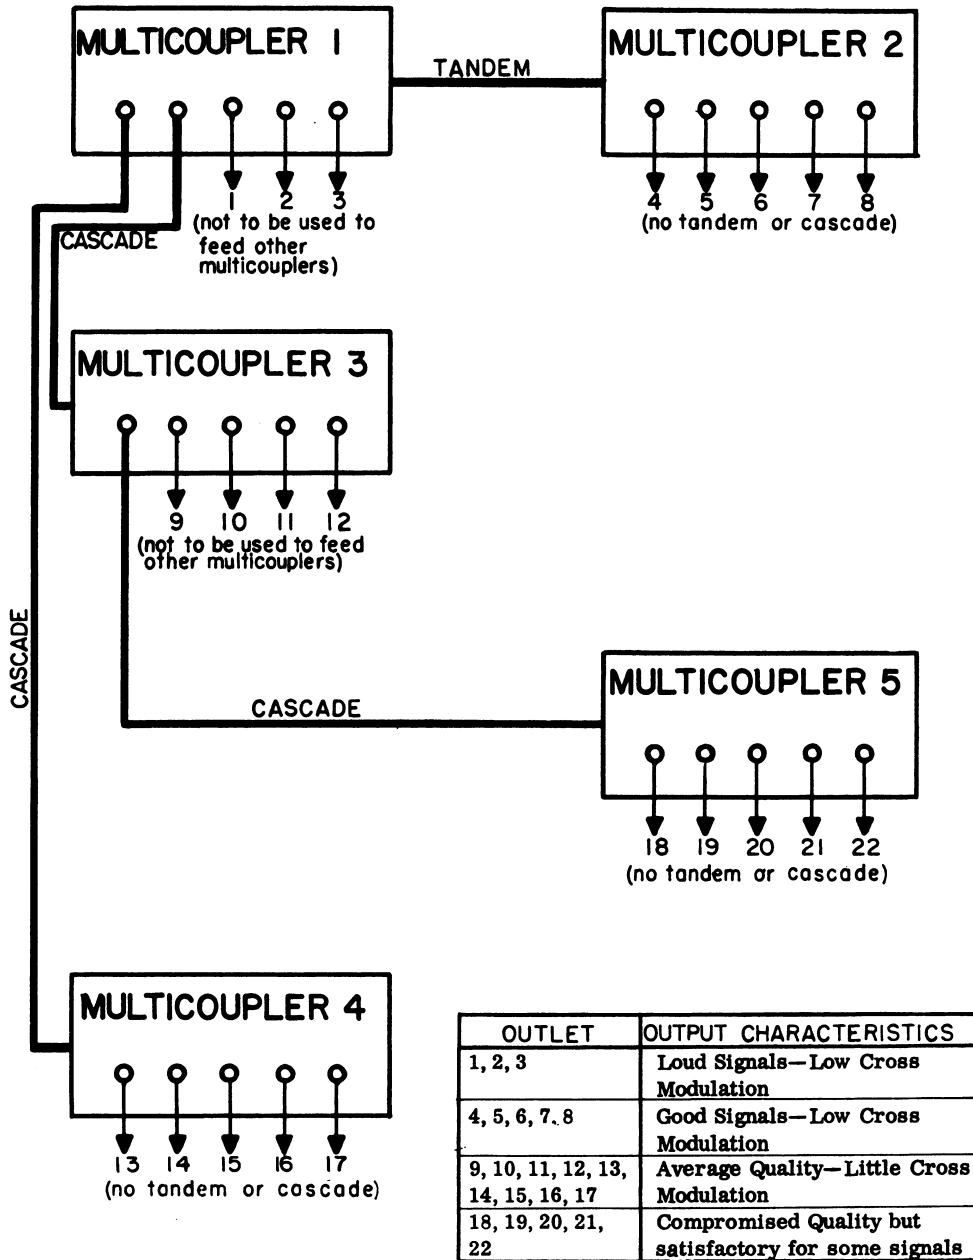 MULTICOUPLER 1
TANDEM
MULTICOUPLER 2
1 2 3
(not to be used to
feed other
multicouplers)
4 5 6 7 8
(no tandem or cascade)
CASCADE
MULTICOUPLER 3
9 10 11 12
(not to be used to feed
other multicouplers)
CASCADE
CASCADE
MULTICOUPLER 5
18 19 20 21 22
(no tandem or cascade)
MULTICOUPLER 4
13 14 15 16 17
(no tandem or cascade)
OUTLET OUTPUT CHARACTERISTICS
1, 2, 3 Loud Signals—Low Cross
Modulation
4, 5, 6, 7, 8 Good Signals—Low Cross
Modulation
9, 10, 11, 12, 13, Average Quality—Little Cross
14, 15, 16, 17 Modulation
18, 19, 20, 21, Compromised Quality but
22 satisfactory for some signals